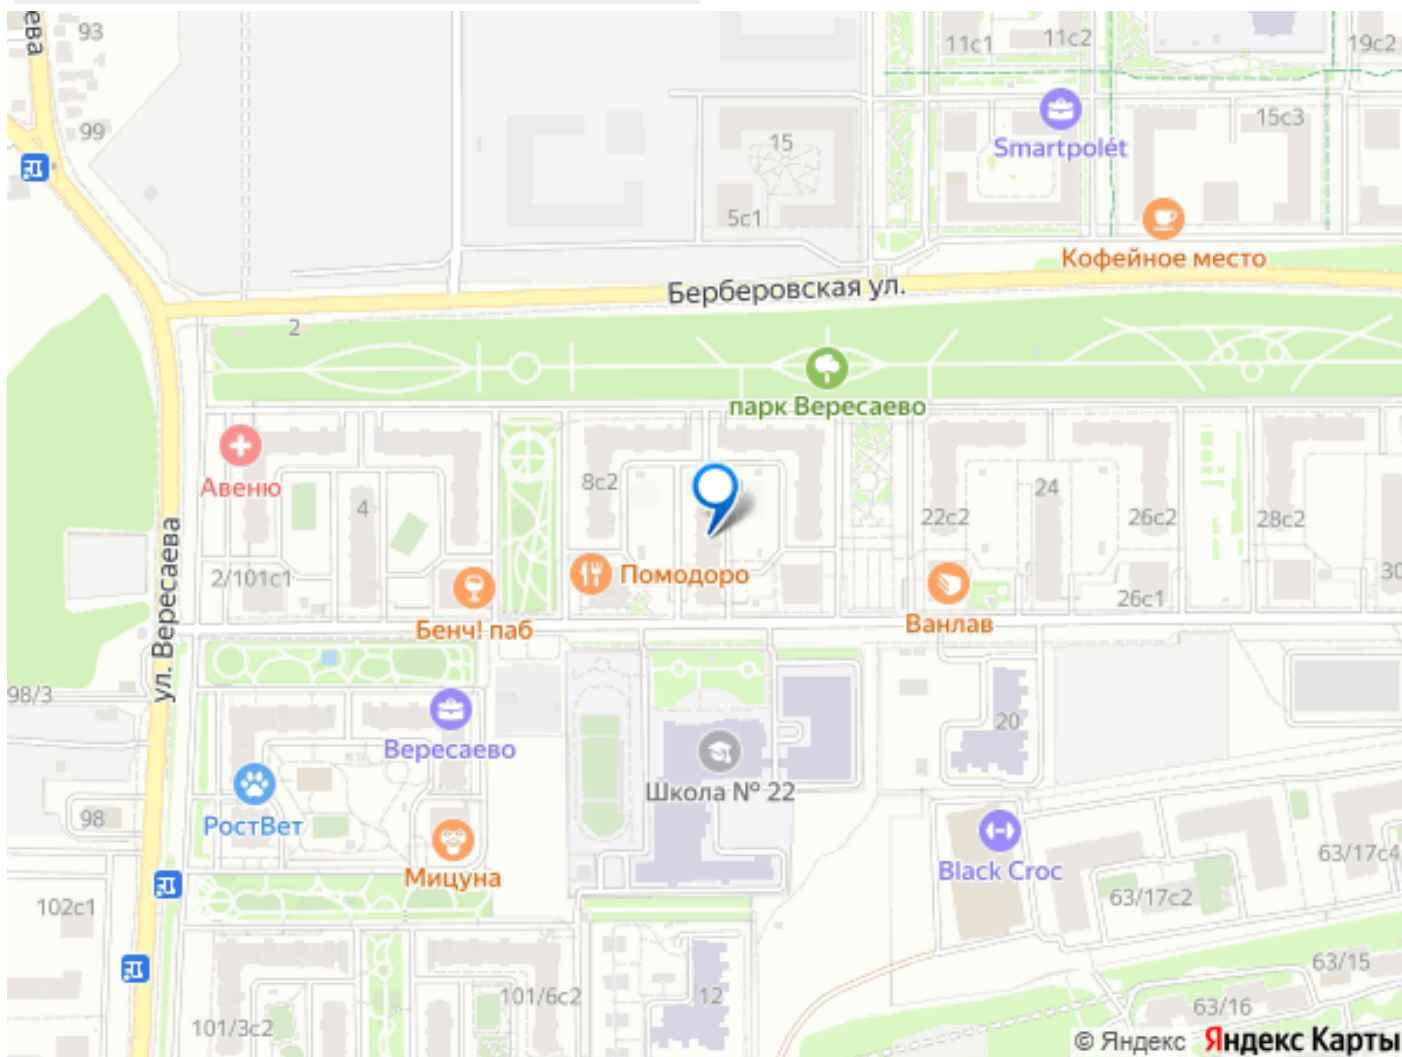 ева
93
11с1
11с2
19с2
99
15
15с3
Smartpolét
5с1
Кофейное место
Берберовская ул.
2
парк Вересаево
Авеню
8с2
4
24
22с2
26с2
28с2
ул. Вересаева
2/101с1
Помодоро
30
26с1
Бенч! паб
Ванлав
98/3
20
Вересаево
Школа № 22
98
РостВет
Мицуна
Black Croc
63/17с4
63/17с2
102с1
63/15
101/6с2
12
63/16
101/3с2
© Яндекс Яндекс Карты